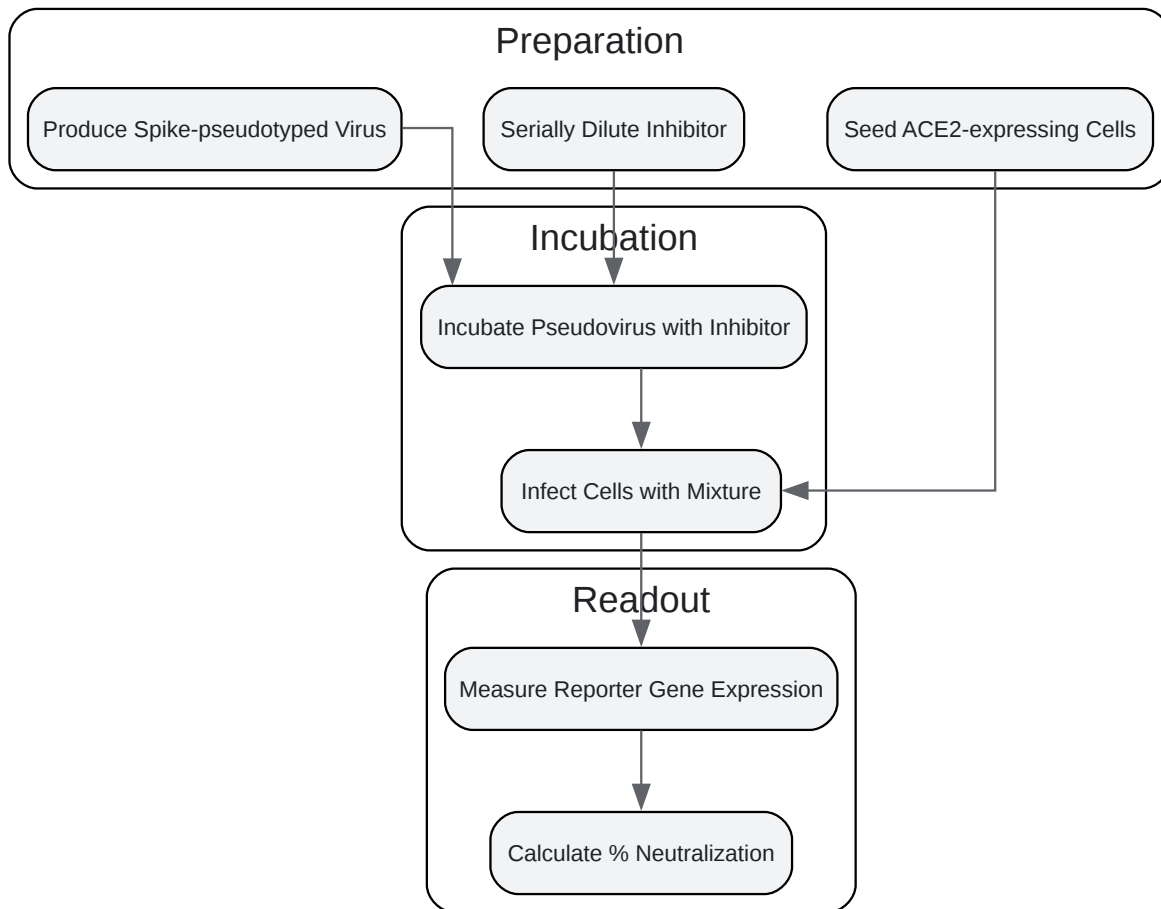 Preparation
Produce Spike-pseudotyped Virus
Serially Dilute Inhibitor
Seed ACE2-expressing Cells
Incubation
Incubate Pseudovirus with Inhibitor
Infect Cells with Mixture
Readout
Measure Reporter Gene Expression
Calculate % Neutralization